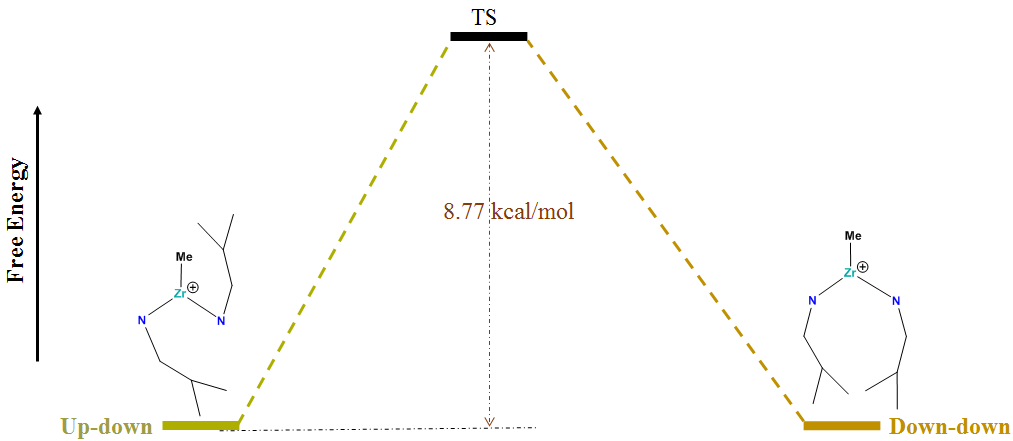 TS
Free Energy
8.77 kcal/mol
Me
Zr⊕
N
N
Me
Zr⊕
N
N
Up-down
Down-down